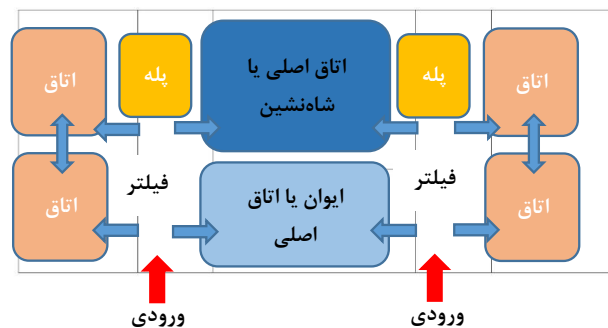 اتاق اصلی یا
شاه‌نشین
پله
پله
اتاق
اتاق
فیلتر
فیلتر
ایوان یا اتاق
اصلی
اتاق
اتاق
ورودی
ورودی